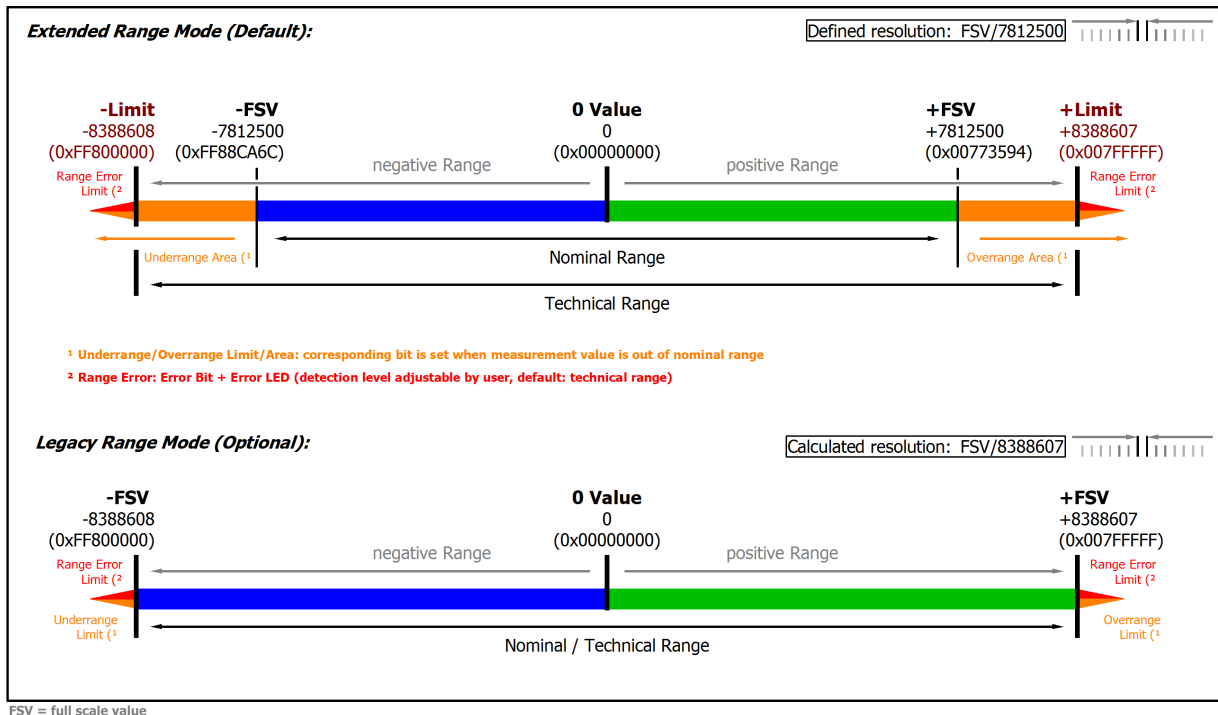 Extended Range Mode (Default):
Defined resolution: FSV/7812500
-Limit
-8388608
(0xFF800000)
-FSV
-7812500
(0xFF88CA6C)
0 Value
0
(0x00000000)
+FSV
+7812500
(0x00773594)
+Limit
+8388607
(0x007FFFFF)
negative Range
positive Range
Range Error
Limit (²
Range Error
Limit (²
Underrange Area (¹
Nominal Range
Overrange Area (¹
Technical Range
¹ Underrange/Overrange Limit/Area: corresponding bit is set when measurement value is out of nominal range
² Range Error: Error Bit + Error LED (detection level adjustable by user, default: technical range)
Legacy Range Mode (Optional):
Calculated resolution: FSV/8388607
-FSV
-8388608
(0xFF800000)
0 Value
0
(0x00000000)
+FSV
+8388607
(0x007FFFFF)
negative Range
positive Range
Range Error
Limit (²
Range Error
Limit (²
Underrange
Limit (¹
Overrange
Limit (¹
Nominal / Technical Range
FSV = full scale value